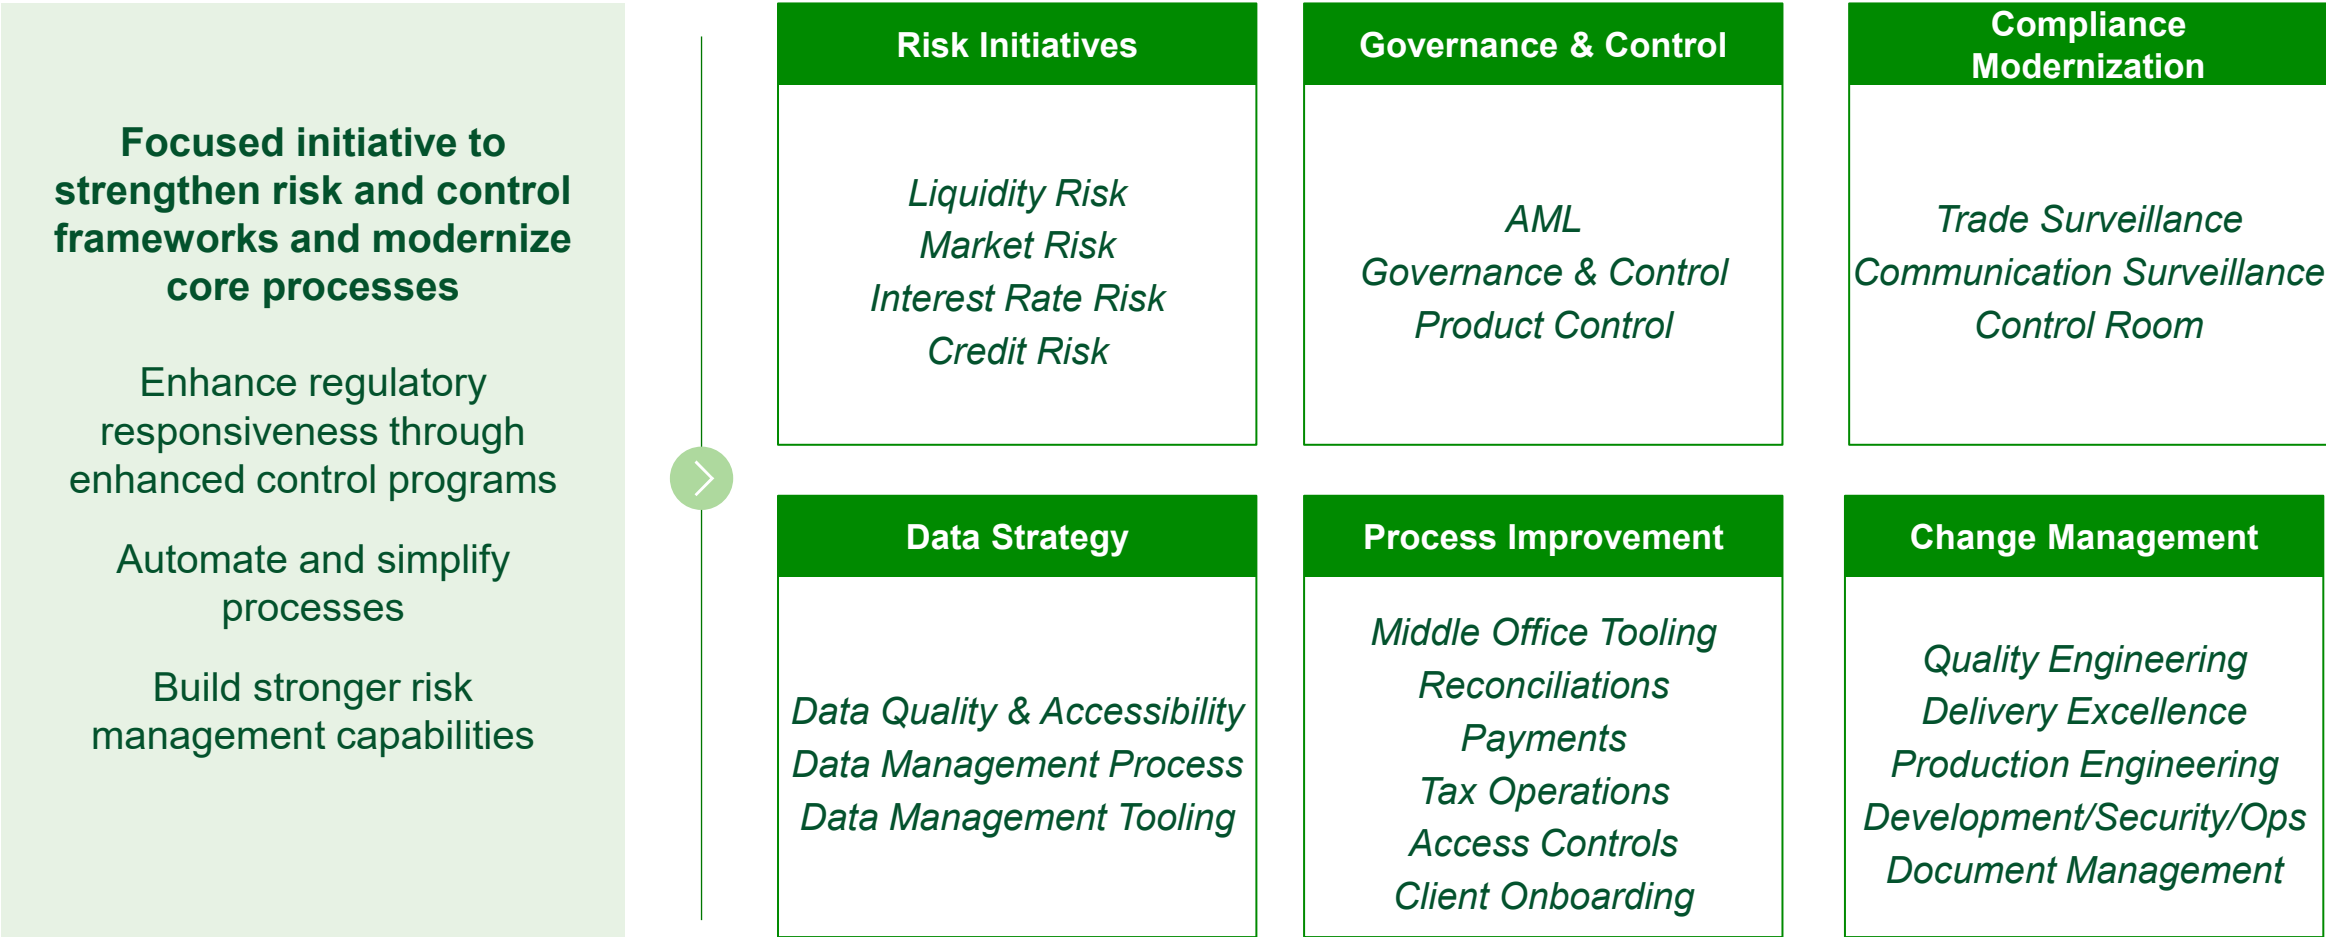 Focused initiative to
strengthen risk and control
frameworks and modernize
core processes
Enhance regulatory
responsiveness through
enhanced control programs
Automate and simplify
processes
Build stronger risk
management capabilities
Risk Initiatives
Liquidity Risk
Market Risk
Interest Rate Risk
Credit Risk
Governance & Control
AML
Governance & Control
Product Control
Compliance
Modernization
Trade Surveillance
Communication Surveillance
Control Room
Data Strategy
Data Quality & Accessibility
Data Management Process
Data Management Tooling
Process Improvement
Middle Office Tooling
Reconciliations
Payments
Tax Operations
Access Controls
Client Onboarding
Change Management
Quality Engineering
Delivery Excellence
Production Engineering
Development/Security/Ops
Document Management